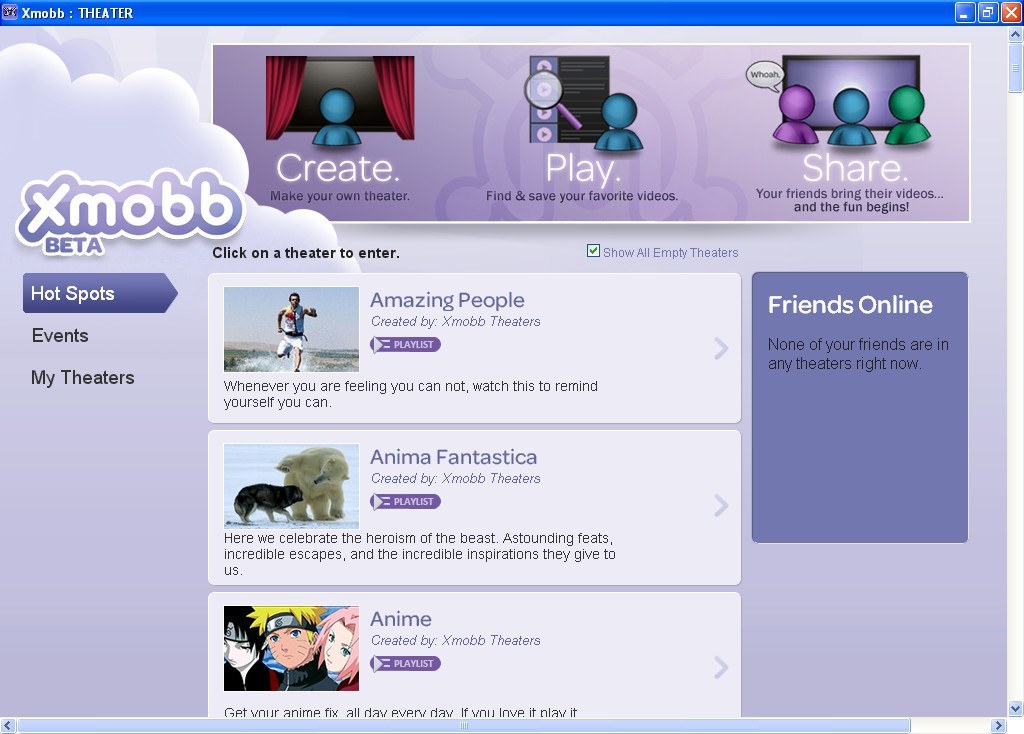 Xmobb : THEATER
Whoah.
Create.
Make your own theater.
Play.
Find & save your favorite videos.
Share.
Your friends bring their videos...
and the fun begins!
xmobb
BETA
Click on a theater to enter.
Show All Empty Theaters
Hot Spots
Events
My Theaters
Amazing People
Created by: Xmobb Theaters
PLAYLIST
Whenever you are feeling you can not, watch this to remind
yourself you can.
Anima Fantastica
Created by: Xmobb Theaters
PLAYLIST
Here we celebrate the heroism of the beast. Astounding feats,
incredible escapes, and the incredible inspirations they give to
us.
Anime
Created by: Xmobb Theaters
PLAYLIST
Get your anime fix, all day every day. If you love it play it
Friends Online
None of your friends are in
any theaters right now.